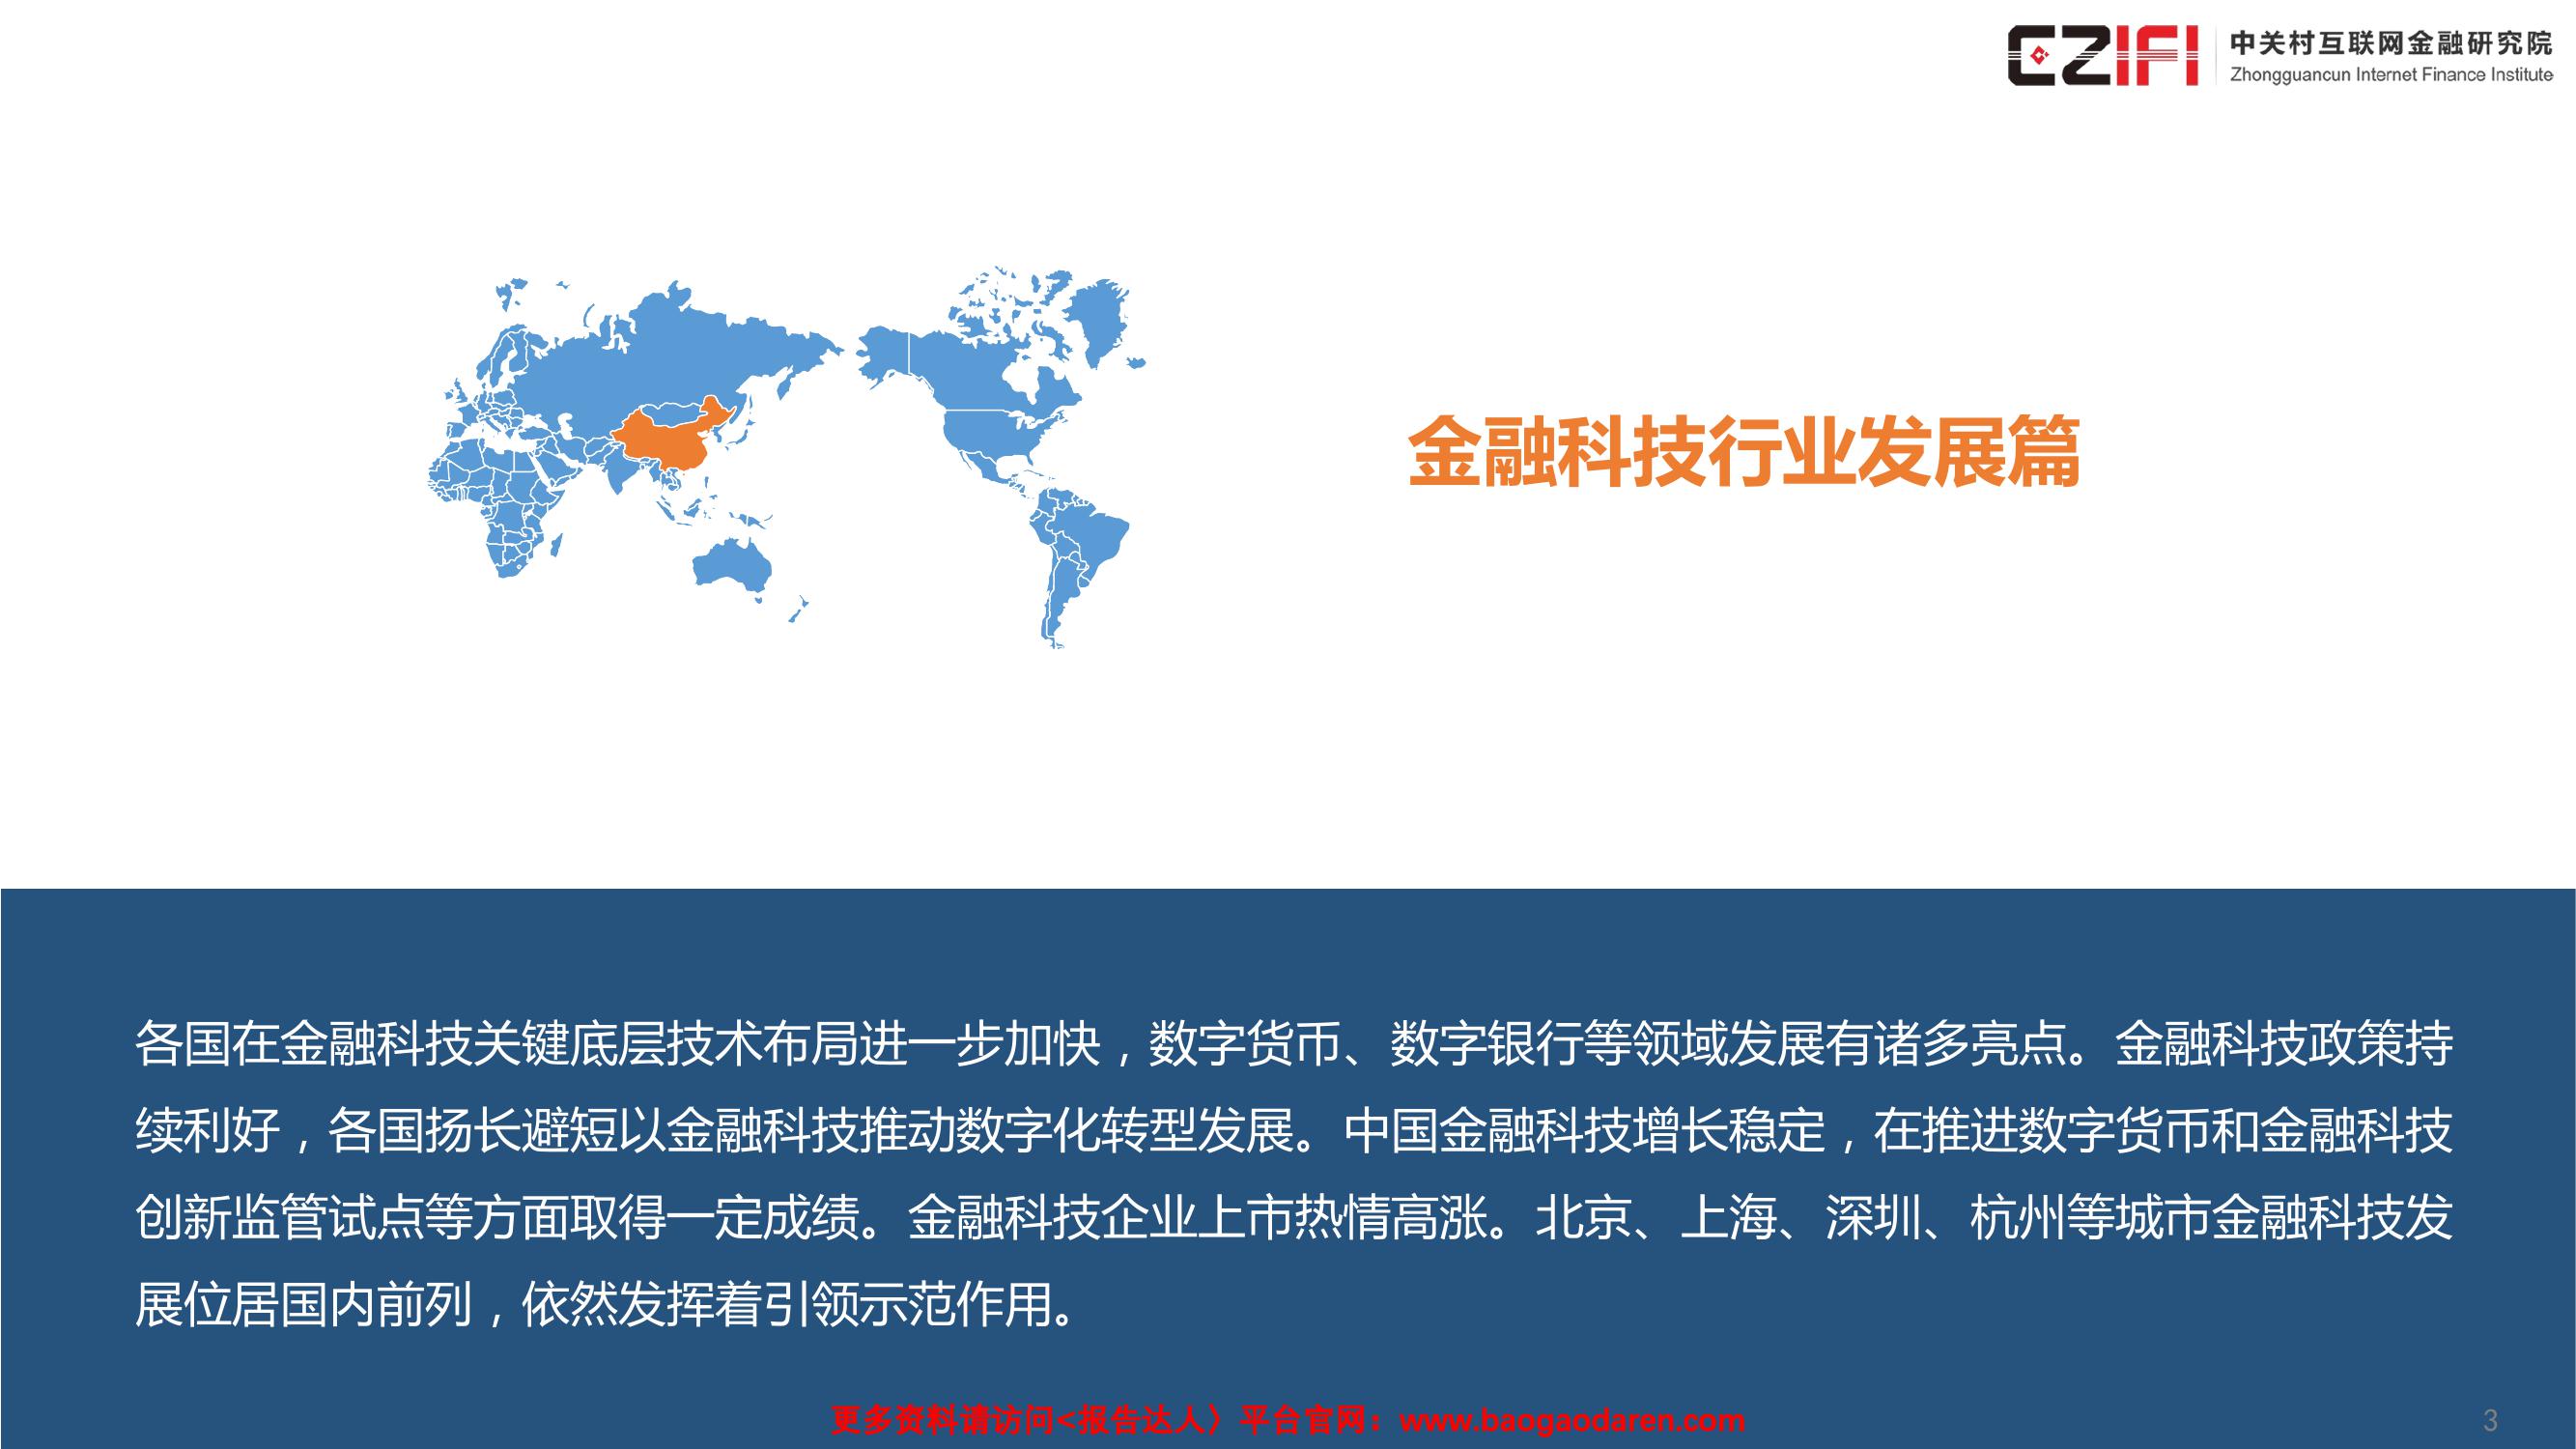 CZIFI
中关村互联网金融研究院
Zhongguancun Internet Finance Institute
金融科技行业发展篇
各国在金融科技关键底层技术布局进一步加快，数字货币、数字银行等领域发展有诸多亮点。金融科技政策持
续利好，各国扬长避短以金融科技推动数字化转型发展。中国金融科技增长稳定，在推进数字货币和金融科技
创新监管试点等方面取得一定成绩。金融科技企业上市热情高涨。北京、上海、深圳、杭州等城市金融科技发
展位居国内前列，依然发挥着引领示范作用。
更多资料请访问<报告达人〉平台官网：www.baogaodaren.com
3